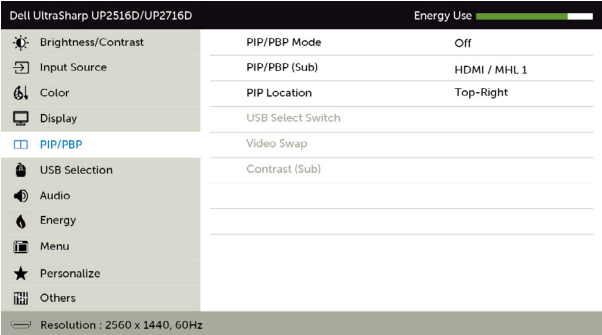 Dell UltraSharp UP2516D/UP2716D Energy Use
Brightness/Contrast PIP/PBP Mode Off
Input Source PIP/PBP (Sub) HDMI / MHL 1
Color PIP Location Top-Right
Display USB Select Switch
PIP/PBP Video Swap
USB Selection Contrast (Sub)
Audio
Energy
Menu
Personalize
Others
Resolution : 2560 x 1440, 60Hz